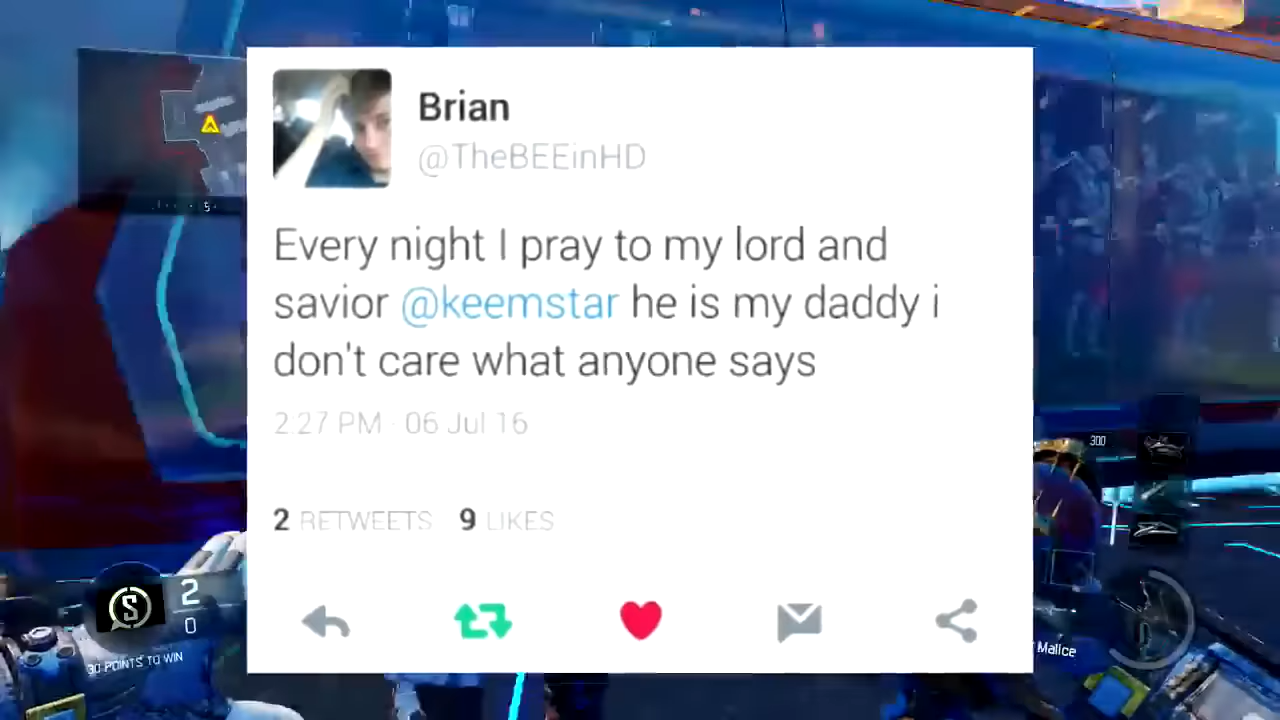 Brian
@TheBEEinHD
Every night I pray to my lord and
savior @keemstar he is my daddy i
don't care what anyone says
2:27 PM · 06 Jul 16
2 RETWEETS 9 LIKES
5
300
2
0
30 POINTS TO WIN
Malice